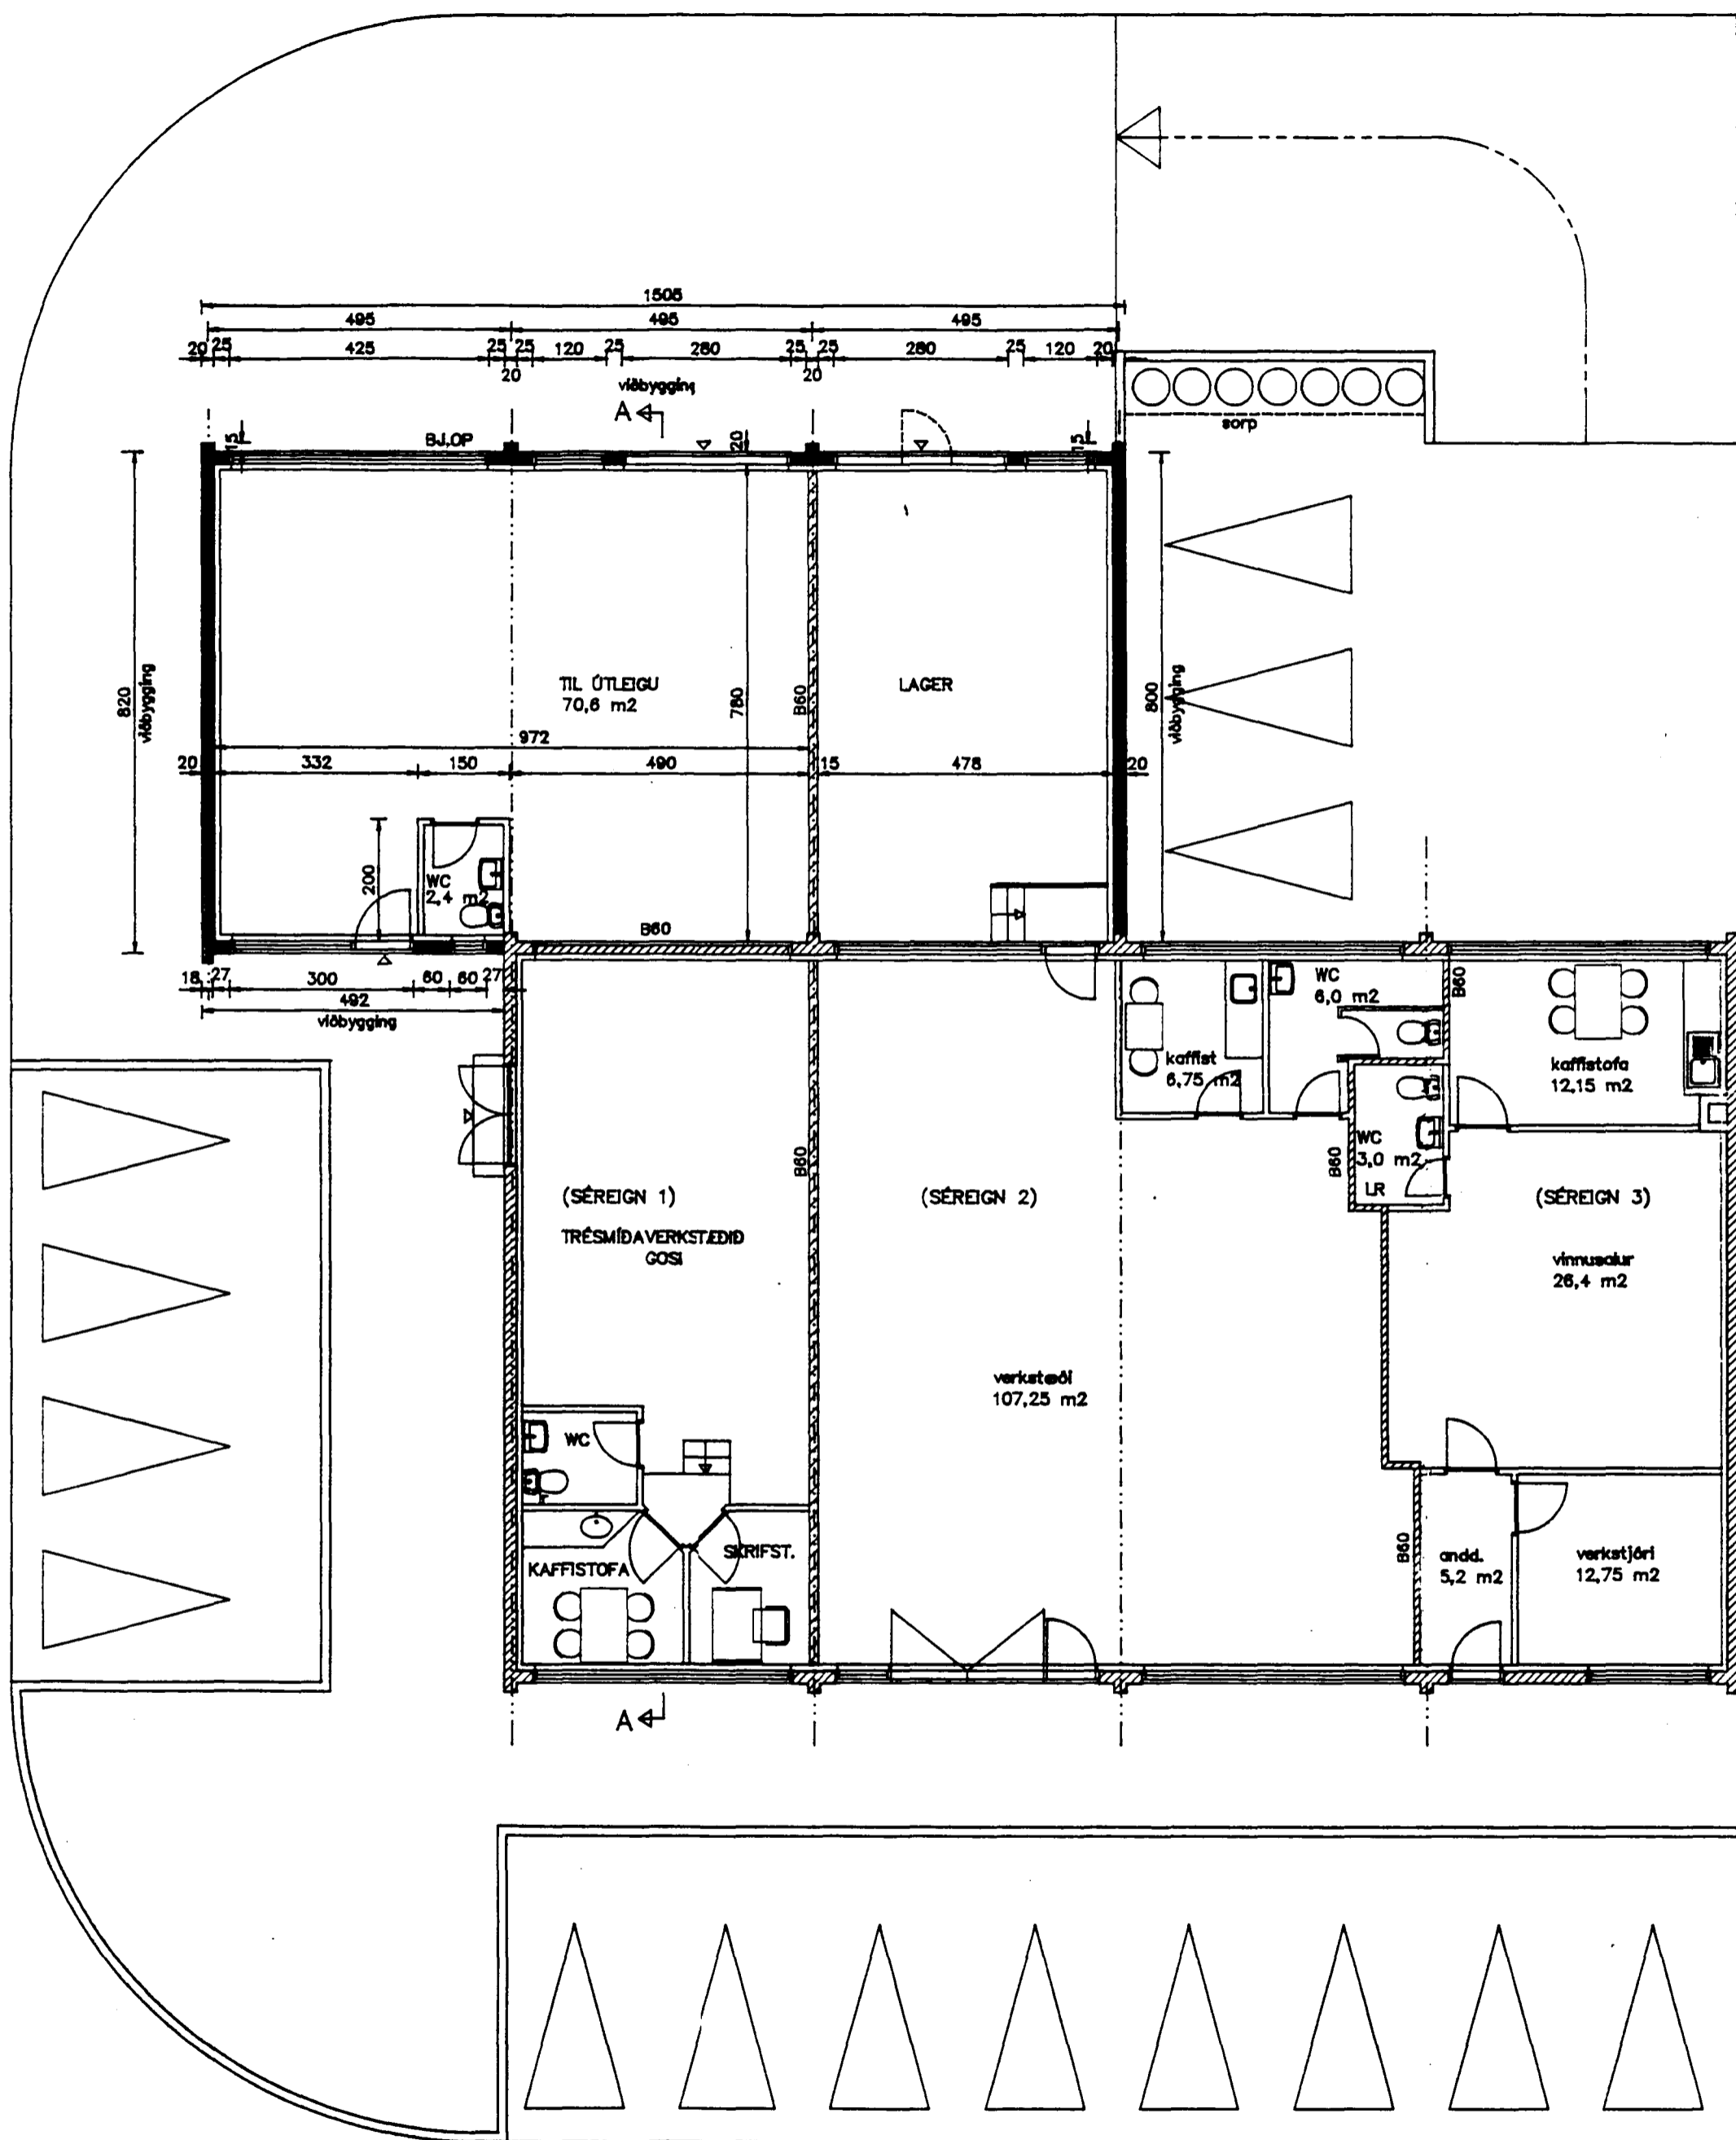 1505
495 495 495
20 25 425 25 25 120 25 280 25 25 280 25 120 20
20 20
viðbygging
A
sorp
BJ.OP
15 20 15
820
viðbygging
TIL ÚTLEIGU
70,6 m2
780
B60
LAGER
800
viðbygging
972
20 332 150 490 15 478 20
200
WC
2,4 m2
B60
18 27 300 60 60 27
492
viðbygging
WC
6,0 m2
B60
kaffist
6,75 m2
kaffistofa
12,15 m2
WC
3,0 m2
LR
B60
B60
(SÉREIGN 1)
(SÉREIGN 2)
(SÉREIGN 3)
TRÉSMÍÐAVERKSTÆÐIÐ
GOSI
vinnusalur
26,4 m2
verkstæði
107,25 m2
WC
KAFFISTOFA
SKRIFST.
B60
andd.
5,2 m2
verkstjóri
12,75 m2
A